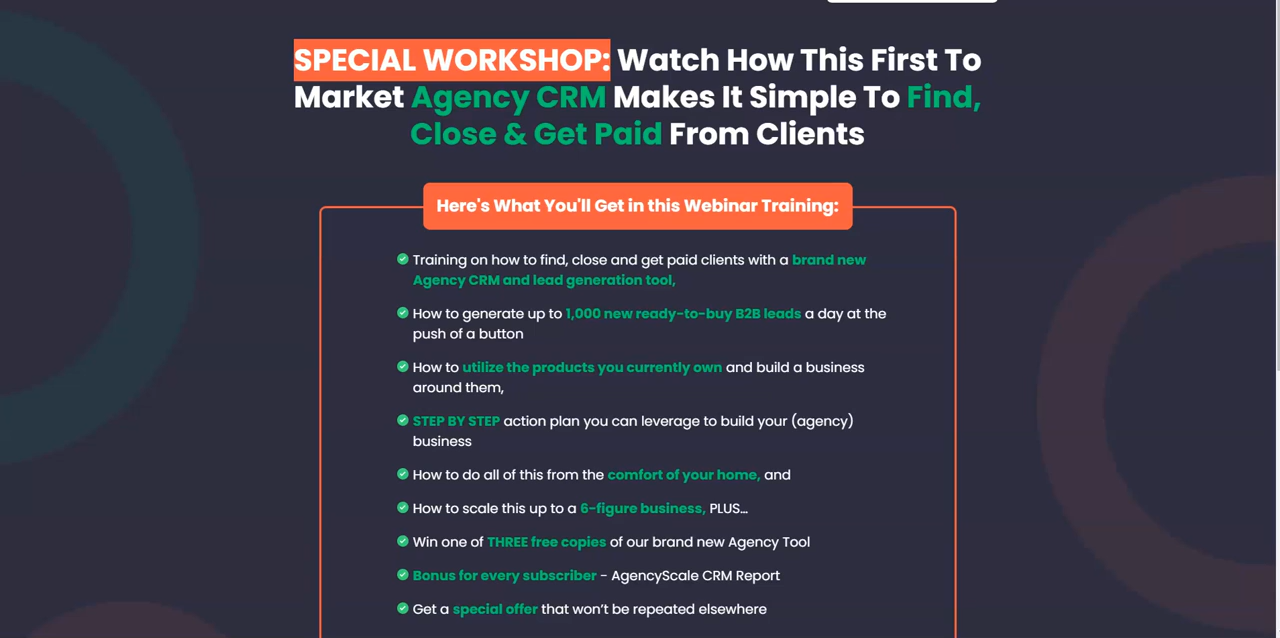 SPECIAL WORKSHOP: Watch How This First To
Market Agency CRM Makes It Simple To Find,
Close & Get Paid From Clients
Here's What You'll Get in this Webinar Training:
Training on how to find, close and get paid clients with a brand new
Agency CRM and lead generation tool,
How to generate up to 1,000 new ready-to-buy B2B leads a day at the
push of a button
How to utilize the products you currently own and build a business
around them,
STEP BY STEP action plan you can leverage to build your (agency)
business
How to do all of this from the comfort of your home, and
How to scale this up to a 6-figure business, PLUS...
Win one of THREE free copies of our brand new Agency Tool
Bonus for every subscriber - AgencyScale CRM Report
Get a special offer that won't be repeated elsewhere